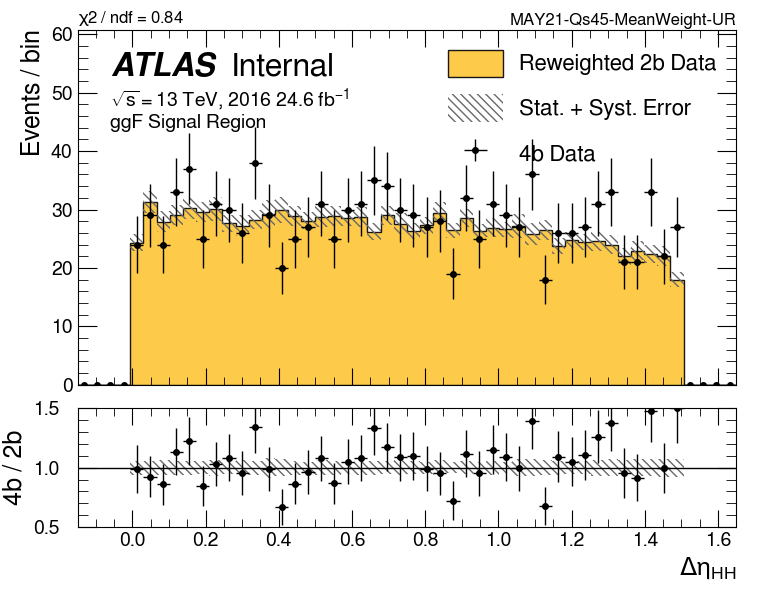 χ² / ndf = 0.84
MAY21-Qs45-MeanWeight-UR
ATLAS Internal
√s = 13 TeV, 2016 24.6 fb⁻¹
ggF Signal Region
Reweighted 2b Data
Stat. + Syst. Error
4b Data
Events / bin
60
50
40
30
20
10
0
4b / 2b
1.5
1.0
0.5
0.0 0.2 0.4 0.6 0.8 1.0 1.2 1.4 1.6
Δη_HH